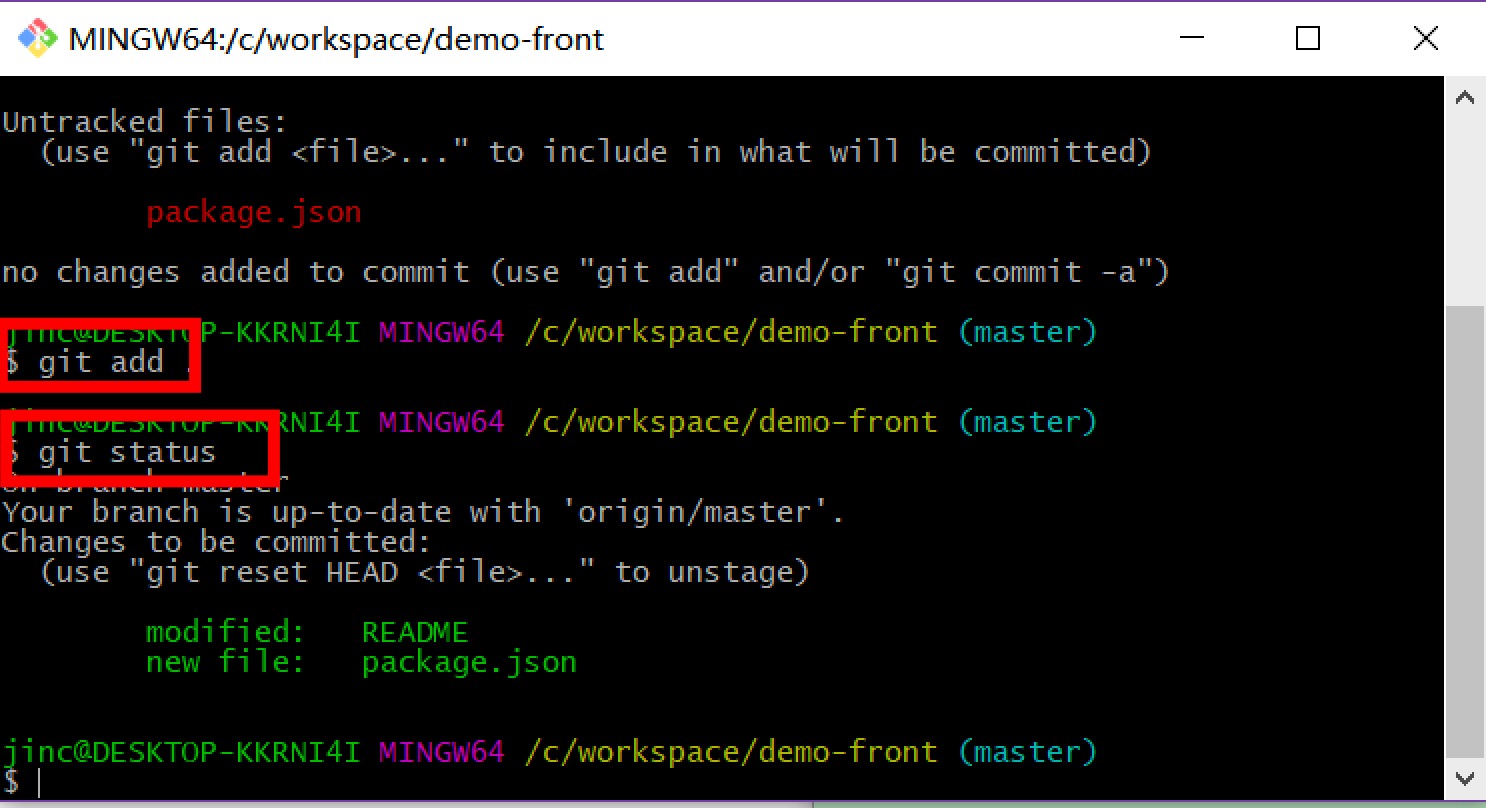 MINGW64:/c/workspace/demo-front
Untracked files:
(use "git add <file>..." to include in what will be committed)
package.json
no changes added to commit (use "git add" and/or "git commit -a")
jinc@DESKTOP-KKRNI4I MINGW64 /c/workspace/demo-front (master)
$ git add .
jinc@DESKTOP-KKRNI4I MINGW64 /c/workspace/demo-front (master)
$ git status
On branch master
Your branch is up-to-date with 'origin/master'.
Changes to be committed:
(use "git reset HEAD <file>..." to unstage)
modified: README
new file: package.json
jinc@DESKTOP-KKRNI4I MINGW64 /c/workspace/demo-front (master)
$